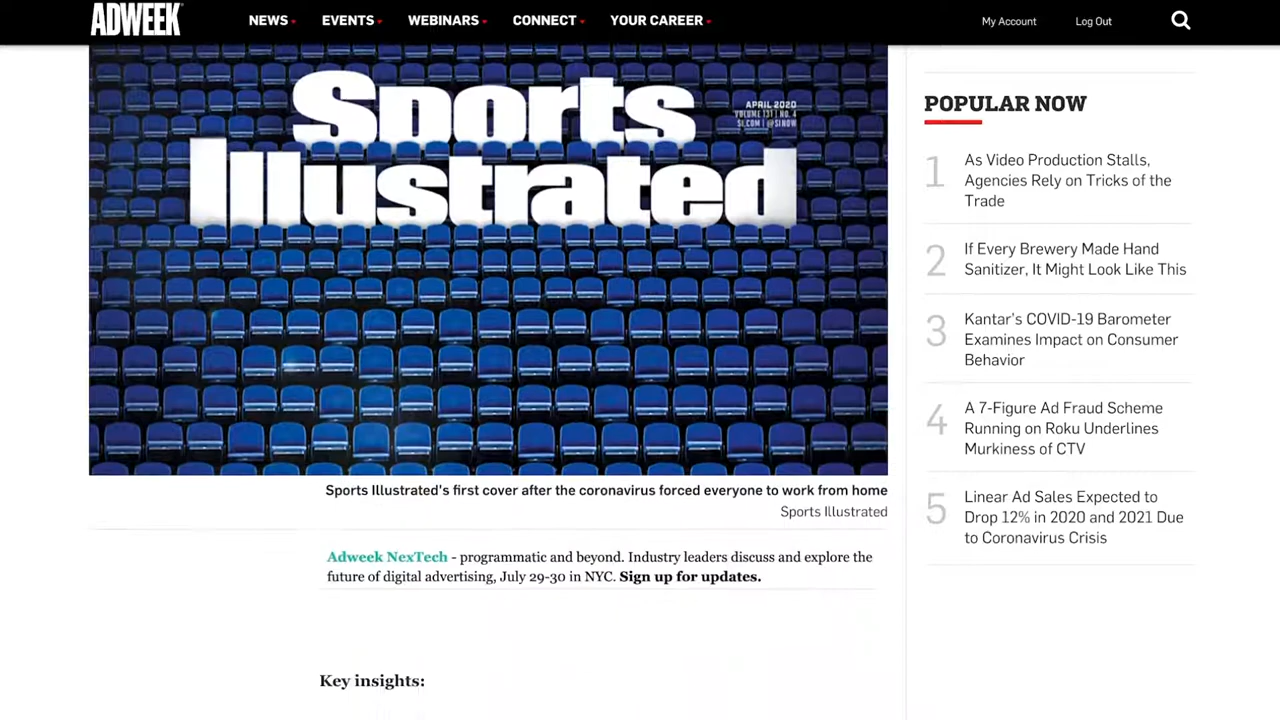 ADWEEK
NEWS
EVENTS
WEBINARS
CONNECT
YOUR CAREER
My Account
Log Out
Sports
Illustrated
APRIL 2020
VOLUME 131 | NO. 4
SI.COM | @SINOW
Sports Illustrated's first cover after the coronavirus forced everyone to work from home
Sports Illustrated
Adweek NexTech - programmatic and beyond. Industry leaders discuss and explore the
future of digital advertising, July 29-30 in NYC. Sign up for updates.
Key insights:
POPULAR NOW
1
As Video Production Stalls,
Agencies Rely on Tricks of the
Trade
2
If Every Brewery Made Hand
Sanitizer, It Might Look Like This
3
Kantar's COVID-19 Barometer
Examines Impact on Consumer
Behavior
4
A 7-Figure Ad Fraud Scheme
Running on Roku Underlines
Murkiness of CTV
5
Linear Ad Sales Expected to
Drop 12% in 2020 and 2021 Due
to Coronavirus Crisis